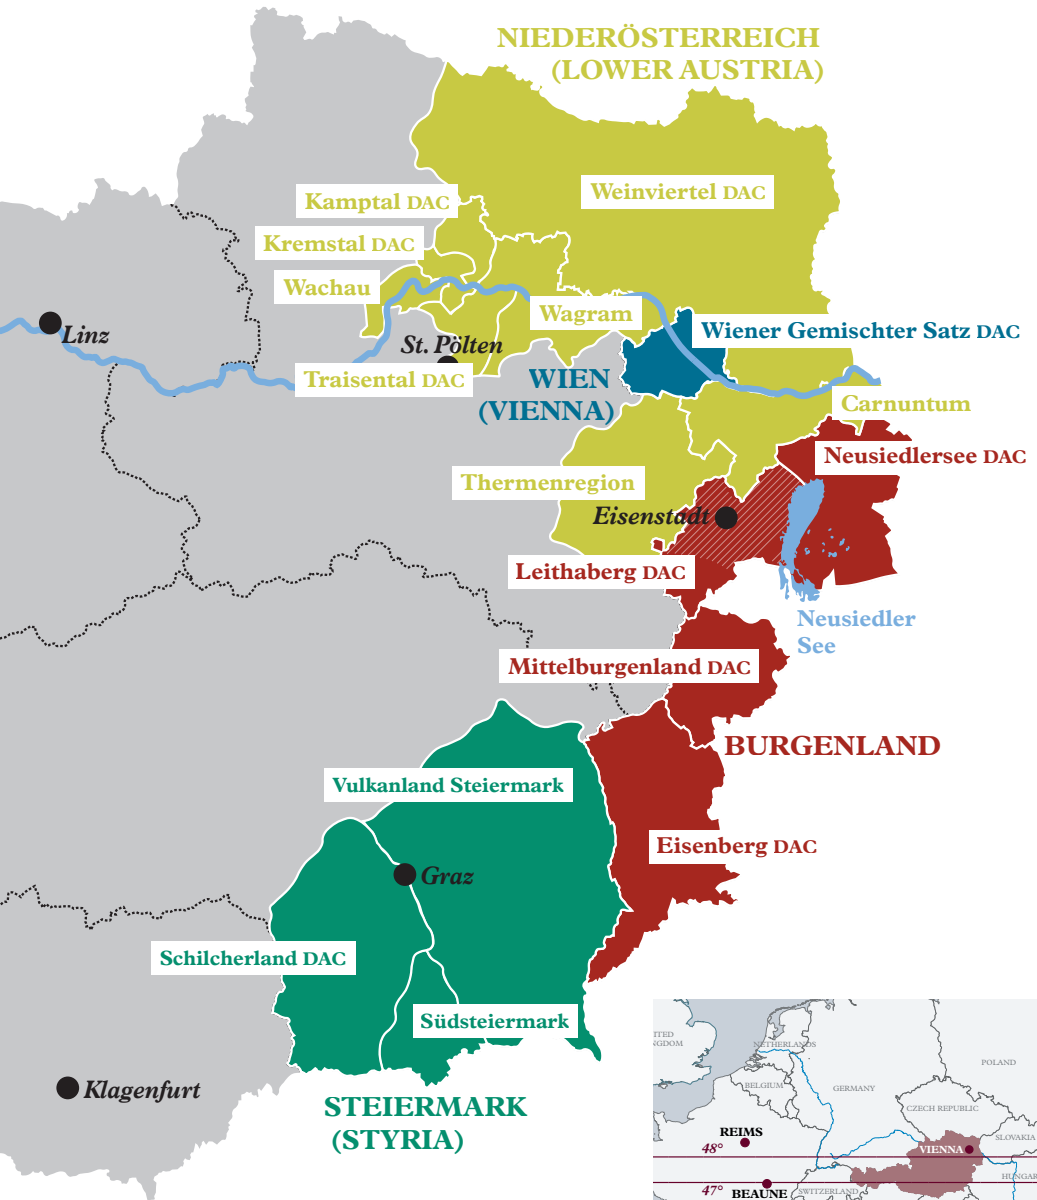 NIEDERÖSTERREICH
(LOWER AUSTRIA)
Kamptal DAC
Weinviertel DAC
Kremstal DAC
Wachau
Wagram
Linz
St. Pölten
Wiener Gemischter Satz DAC
Traisental DAC
WIEN
(VIENNA)
Carnuntum
Neusiedlersee DAC
Thermenregion
Eisenstadt
Leithaberg DAC
Neusiedler
See
Mittelburgenland DAC
BURGENLAND
Vulkanland Steiermark
Eisenberg DAC
Graz
Schilcherland DAC
Südsteiermark
Klagenfurt
STEIERMARK
(STYRIA)
ITED
NGDOM
NETHERLANDS
POLAND
BELGIUM
GERMANY
CZECH REPUBLIC
REIMS
SLOVAKIA
48°
VIENNA
HUNGAR
47°
BEAUNE
SWITZERLAND